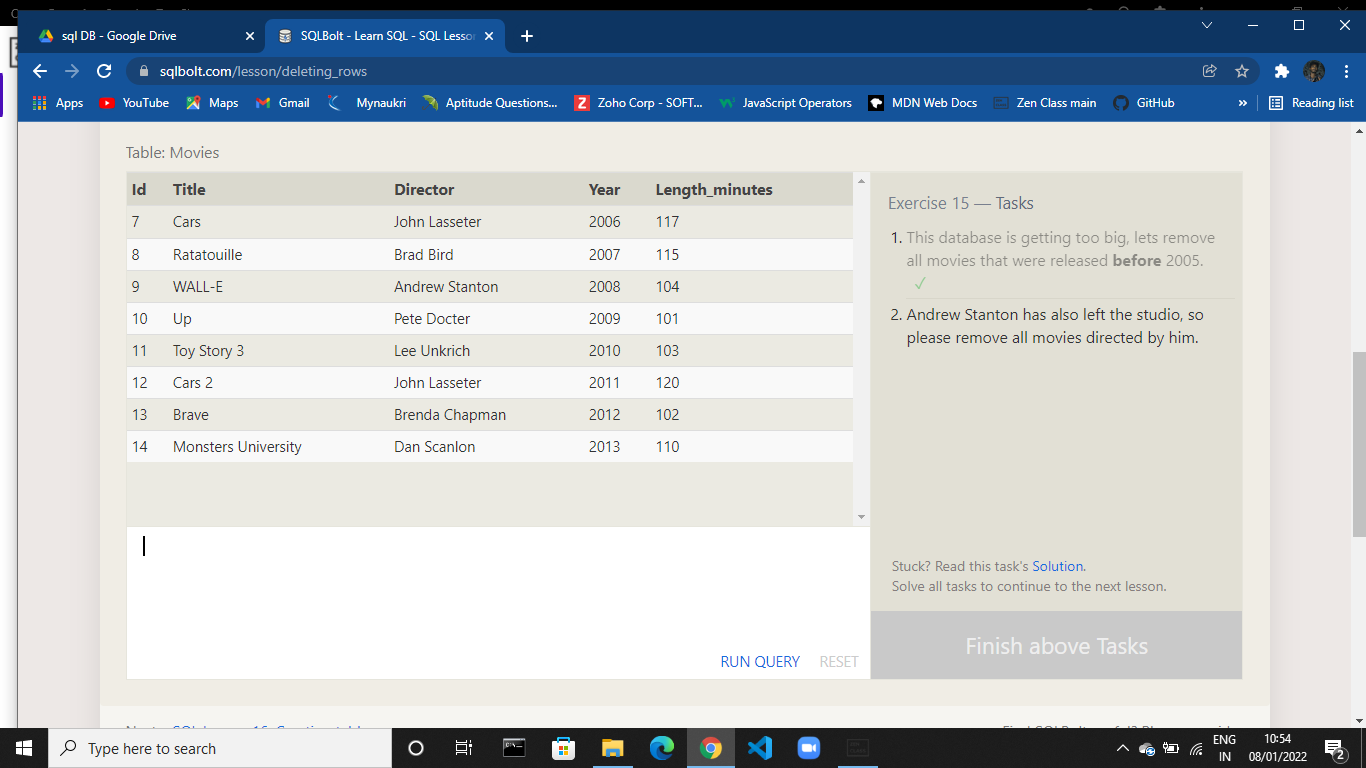 sql DB - Google Drive
SQLBolt - Learn SQL - SQL Lesson
sqlbolt.com/lesson/deleting_rows
Apps YouTube Maps Gmail Mynaukri Aptitude Questions... Zoho Corp - SOFT... JavaScript Operators MDN Web Docs Zen Class main GitHub » Reading list
Table: Movies
Id Title Director Year Length_minutes
7 Cars John Lasseter 2006 117
8 Ratatouille Brad Bird 2007 115
9 WALL-E Andrew Stanton 2008 104
10 Up Pete Docter 2009 101
11 Toy Story 3 Lee Unkrich 2010 103
12 Cars 2 John Lasseter 2011 120
13 Brave Brenda Chapman 2012 102
14 Monsters University Dan Scanlon 2013 110
RUN QUERY RESET
Exercise 15 — Tasks
1. This database is getting too big, lets remove
all movies that were released before 2005.
✓
2. Andrew Stanton has also left the studio, so
please remove all movies directed by him.
Stuck? Read this task's Solution.
Solve all tasks to continue to the next lesson.
Finish above Tasks
Type here to search
ENG
IN
10:54
08/01/2022
2